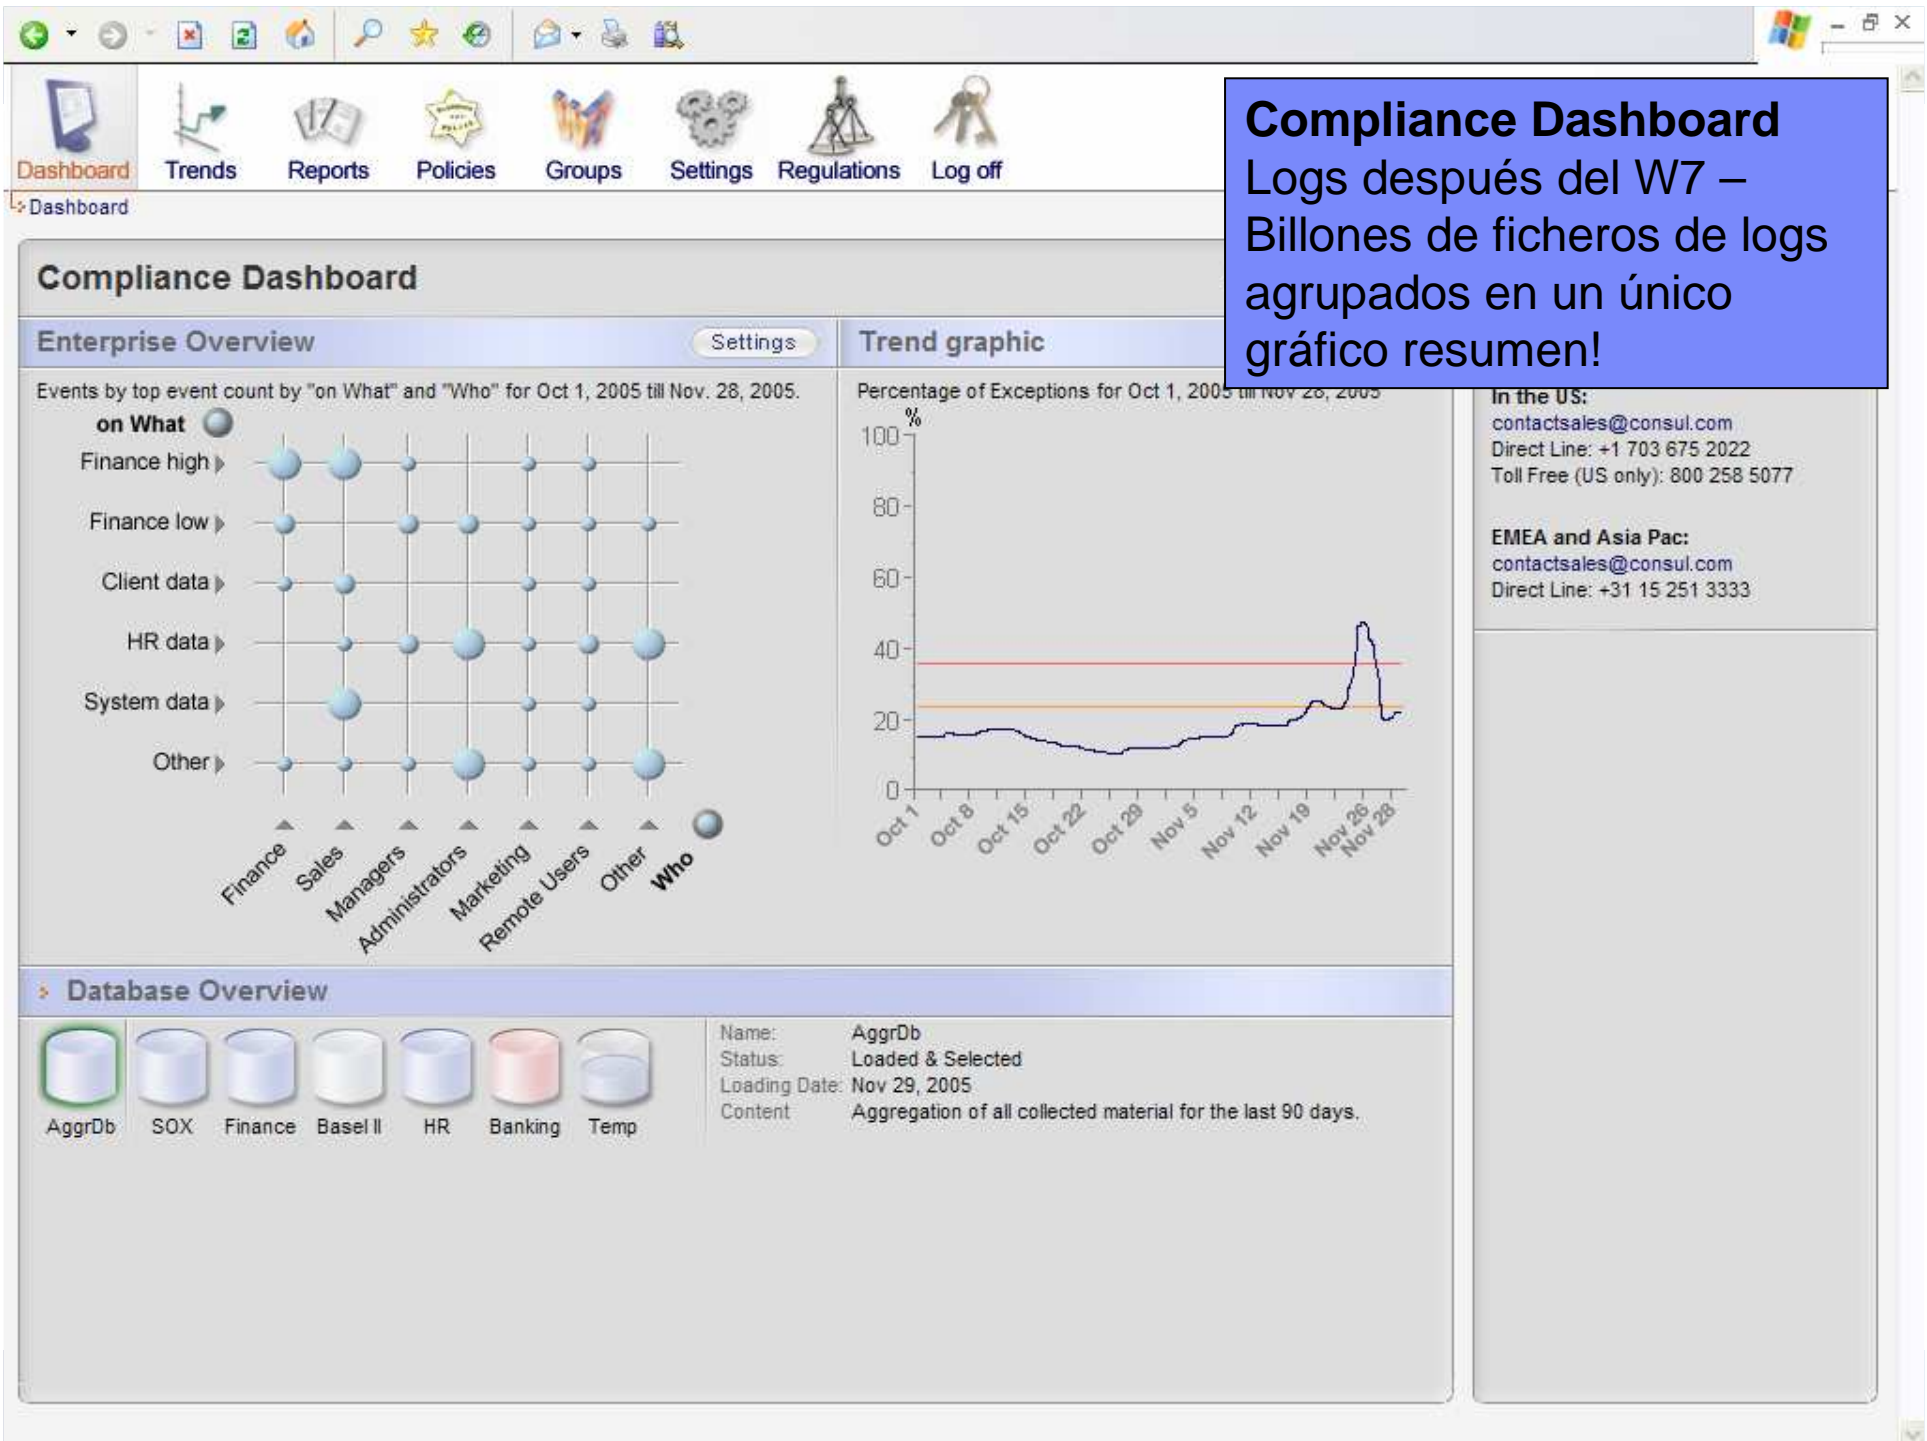 Dashboard
Trends
Reports
Policies
Groups
Settings
Regulations
Log off
Dashboard
Compliance Dashboard
Logs después del W7 –
Billones de ficheros de logs
agrupados en un único
gráfico resumen!
Compliance Dashboard
Enterprise Overview
Settings
Events by top event count by "on What" and "Who" for Oct 1, 2005 till Nov. 28, 2005.
on What
Finance high
Finance low
Client data
HR data
System data
Other
Finance
Sales
Managers
Administrators
Marketing
Remote Users
Other
Who
Trend graphic
Percentage of Exceptions for Oct 1, 2005 till Nov 28, 2005
%
100
80
60
40
20
0
Oct 1
Oct 8
Oct 15
Oct 22
Oct 29
Nov 5
Nov 12
Nov 19
Nov 26
Nov 28
In the US:
contactsales@consul.com
Direct Line: +1 703 675 2022
Toll Free (US only): 800 258 5077
EMEA and Asia Pac:
contactsales@consul.com
Direct Line: +31 15 251 3333
Database Overview
AggrDb
SOX
Finance
Basel II
HR
Banking
Temp
Name: AggrDb
Status: Loaded & Selected
Loading Date: Nov 29, 2005
Content Aggregation of all collected material for the last 90 days.